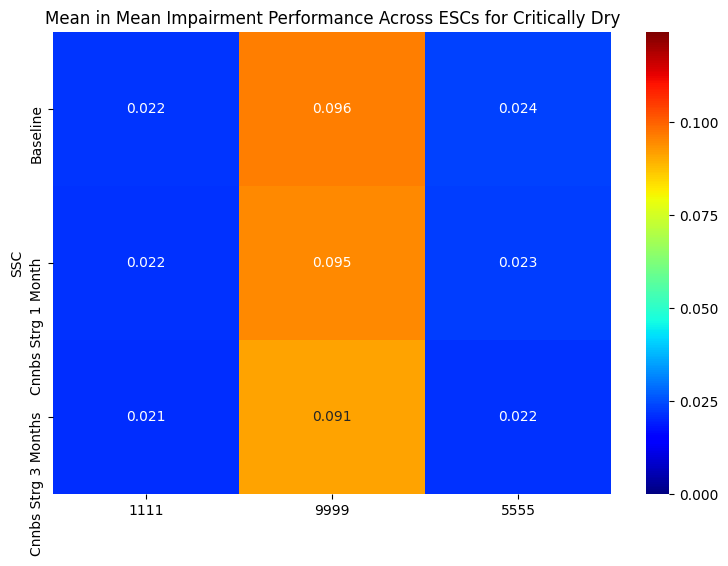 Mean in Mean Impairment Performance Across ESCs for Critically Dry
SSC
Baseline
0.022 0.096 0.024
Cnnbs Strg 1 Month
0.022 0.095 0.023
Cnnbs Strg 3 Months
0.021 0.091 0.022
1111 9999 5555
0.100
0.075
0.050
0.025
0.000